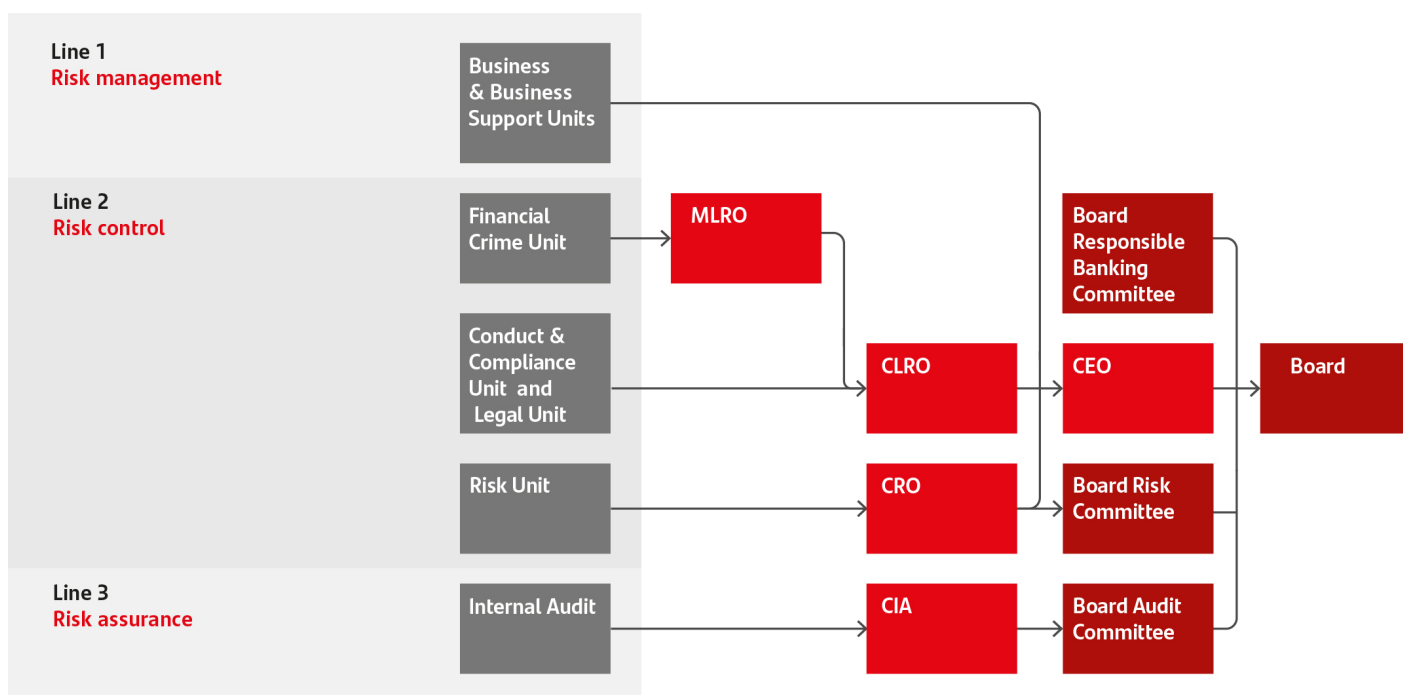 Line 1
Risk management
Business
& Business
Support Units
Line 2
Risk control
Financial
Crime Unit
MLRO
Board
Responsible
Banking
Committee
Conduct &
Compliance
Unit and
Legal Unit
CLRO
CEO
Board
Risk Unit
CRO
Board Risk
Committee
Line 3
Risk assurance
Internal Audit
CIA
Board Audit
Committee